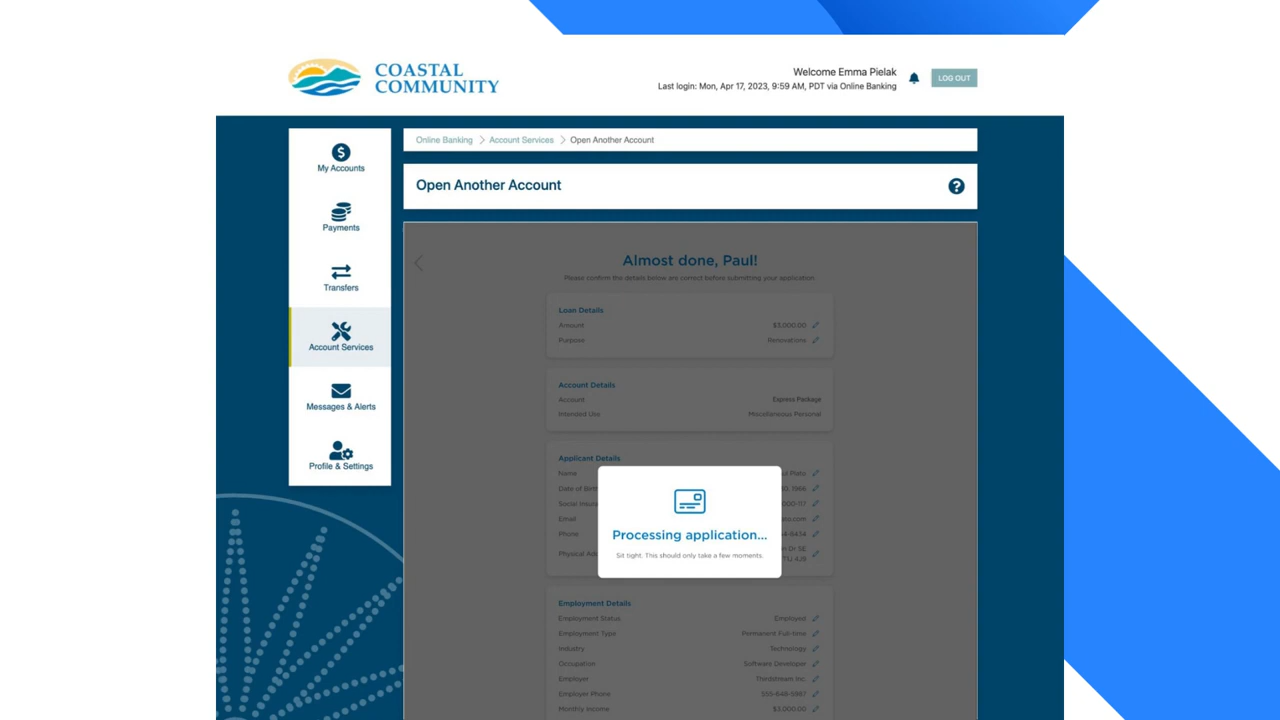 COASTAL
COMMUNITY
Welcome Emma Pielak
Last login: Mon, Apr 17, 2023, 9:59 AM, PDT via Online Banking
LOG OUT
My Accounts
Payments
Transfers
Account Services
Messages & Alerts
Profile & Settings
Online Banking > Account Services > Open Another Account
Open Another Account
?
Almost done, Paul!
Please confirm the details below are correct before submitting your application.
Loan Details
Amount $3,000.00
Purpose Renovations
Account Details
Account Express Package
Intended Use Miscellaneous Personal
Applicant Details
Name
Date of Birth 1966
Social
Email
Phone
Physical
Processing application...
Sit tight. This should only take a few moments.
Employment Details
Employment Status Employed
Employment Type Permanent Full-time
Industry Technology
Occupation Software Developer
Employer Thirdstream Inc.
Employer Phone 555-848-5987
Monthly Income $3,000.00